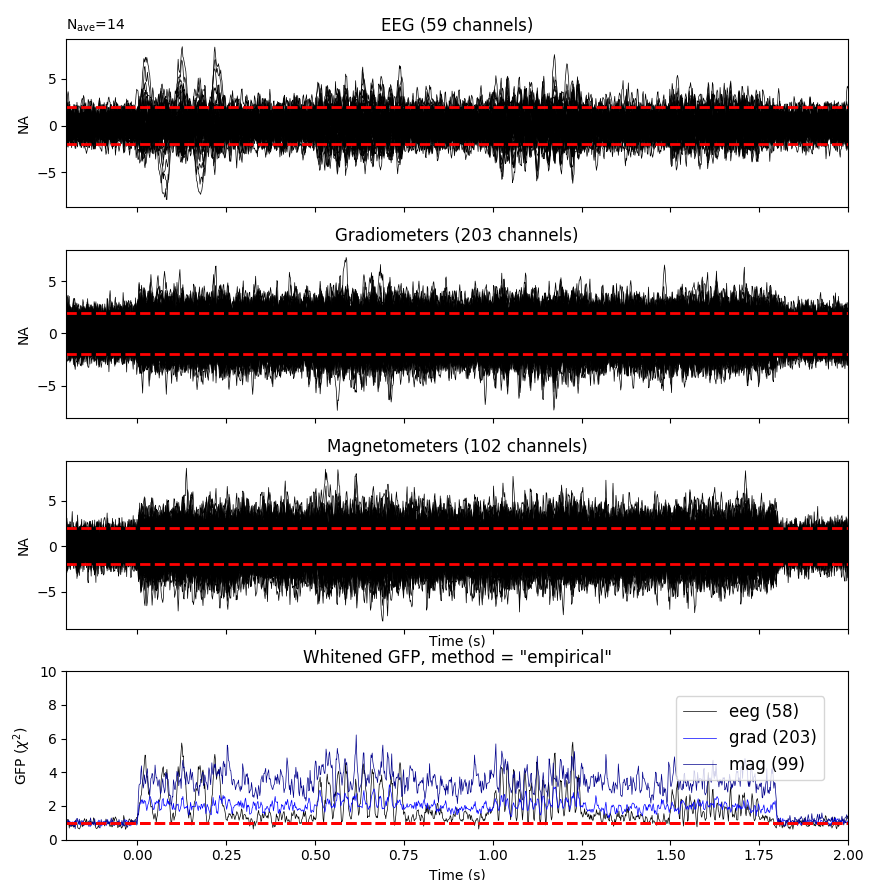 N_ave=14
EEG (59 channels)
5
0
−5
NA
Gradiometers (203 channels)
5
0
−5
NA
Magnetometers (102 channels)
5
0
−5
NA
Time (s)
Whitened GFP, method = "empirical"
10
8
6
4
2
0
GFP (χ²)
eeg (58)
grad (203)
mag (99)
0.00 0.25 0.50 0.75 1.00 1.25 1.50 1.75 2.00
Time (s)